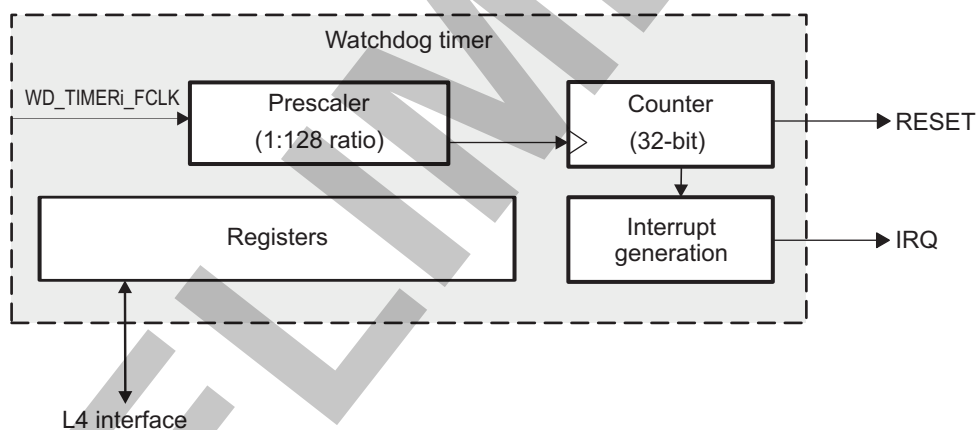 Watchdog timer
WD_TIMERi_FCLK
Prescaler
(1:128 ratio)
Counter
(32-bit)
RESET
Registers
Interrupt
generation
IRQ
L4 interface